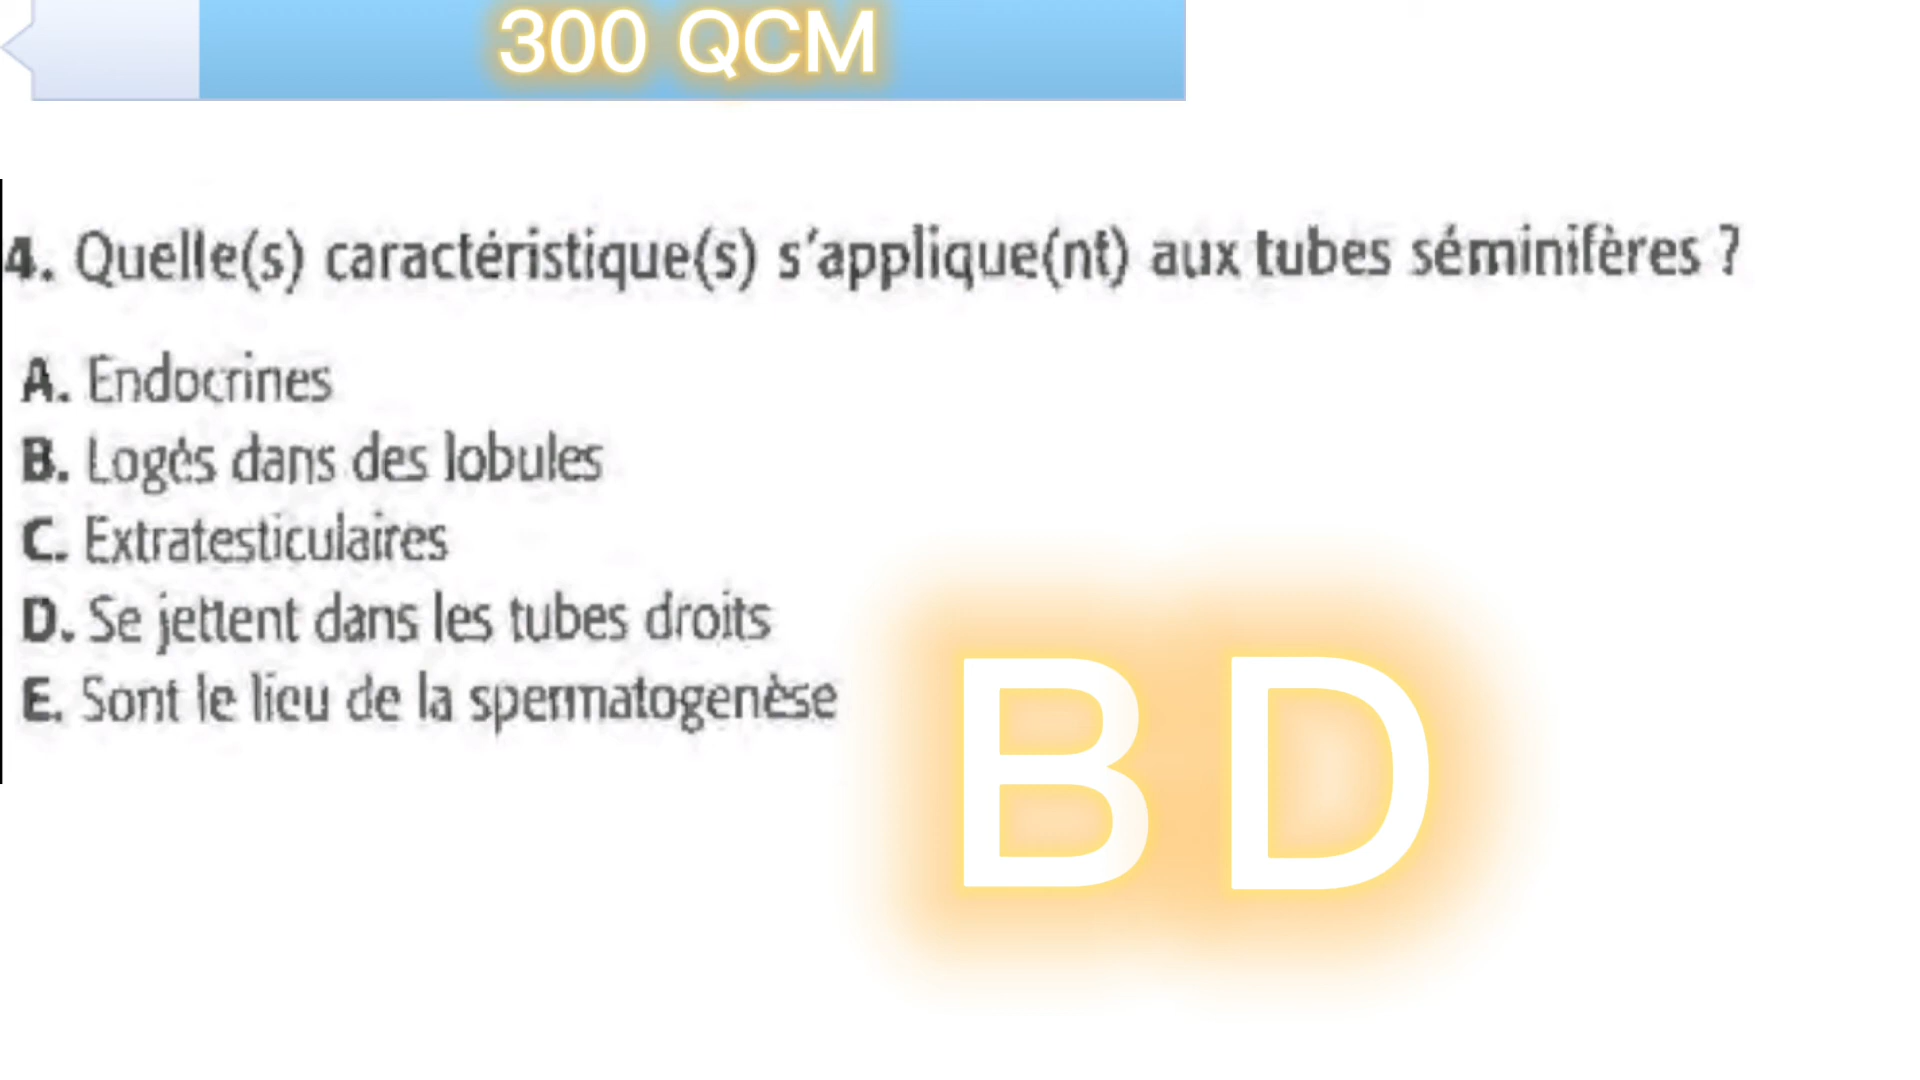 300 QCM
4. Quelle(s) caractéristique(s) s'applique(nt) aux tubes séminifères ?
A. Endocrines
B. Logés dans des lobules
C. Extratesticulaires
D. Se jettent dans les tubes droits
E. Sont le lieu de la spermatogenèse
B D